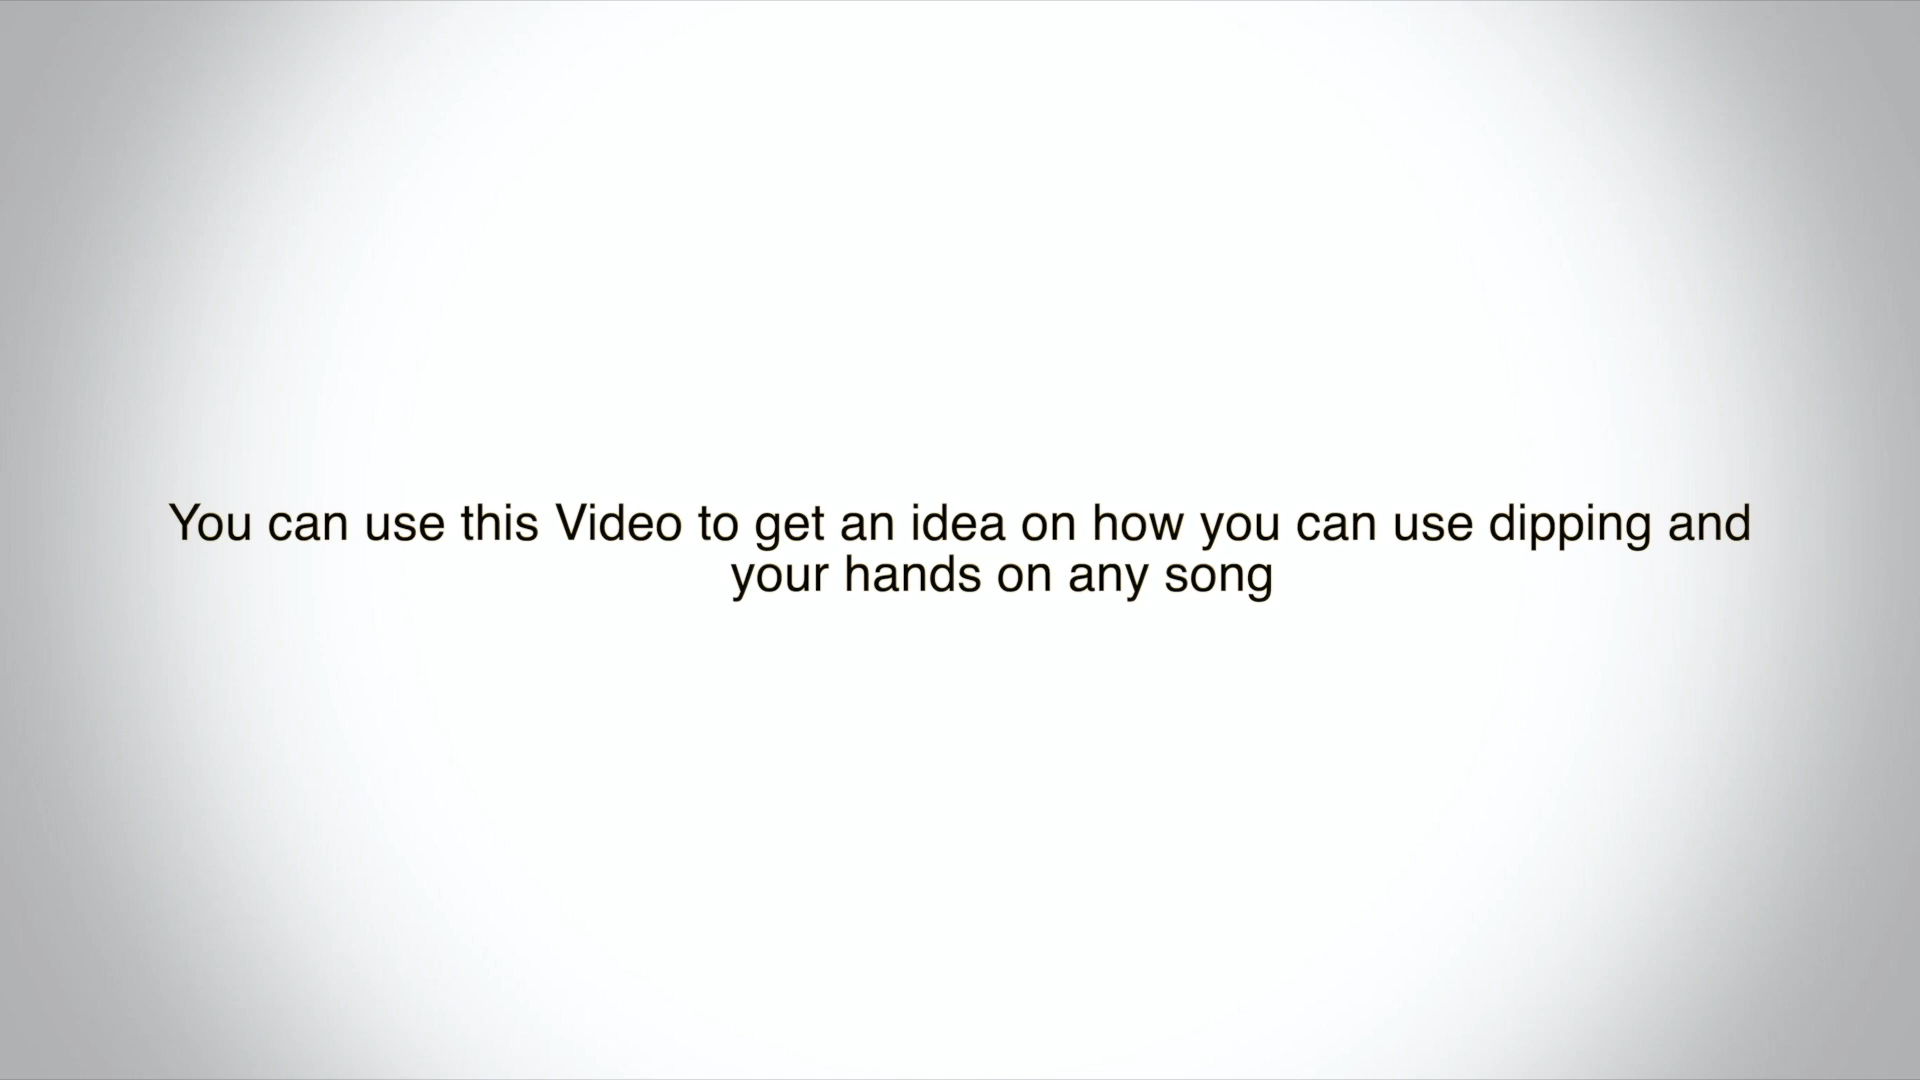 You can use this Video to get an idea on how you can use dipping and
your hands on any song